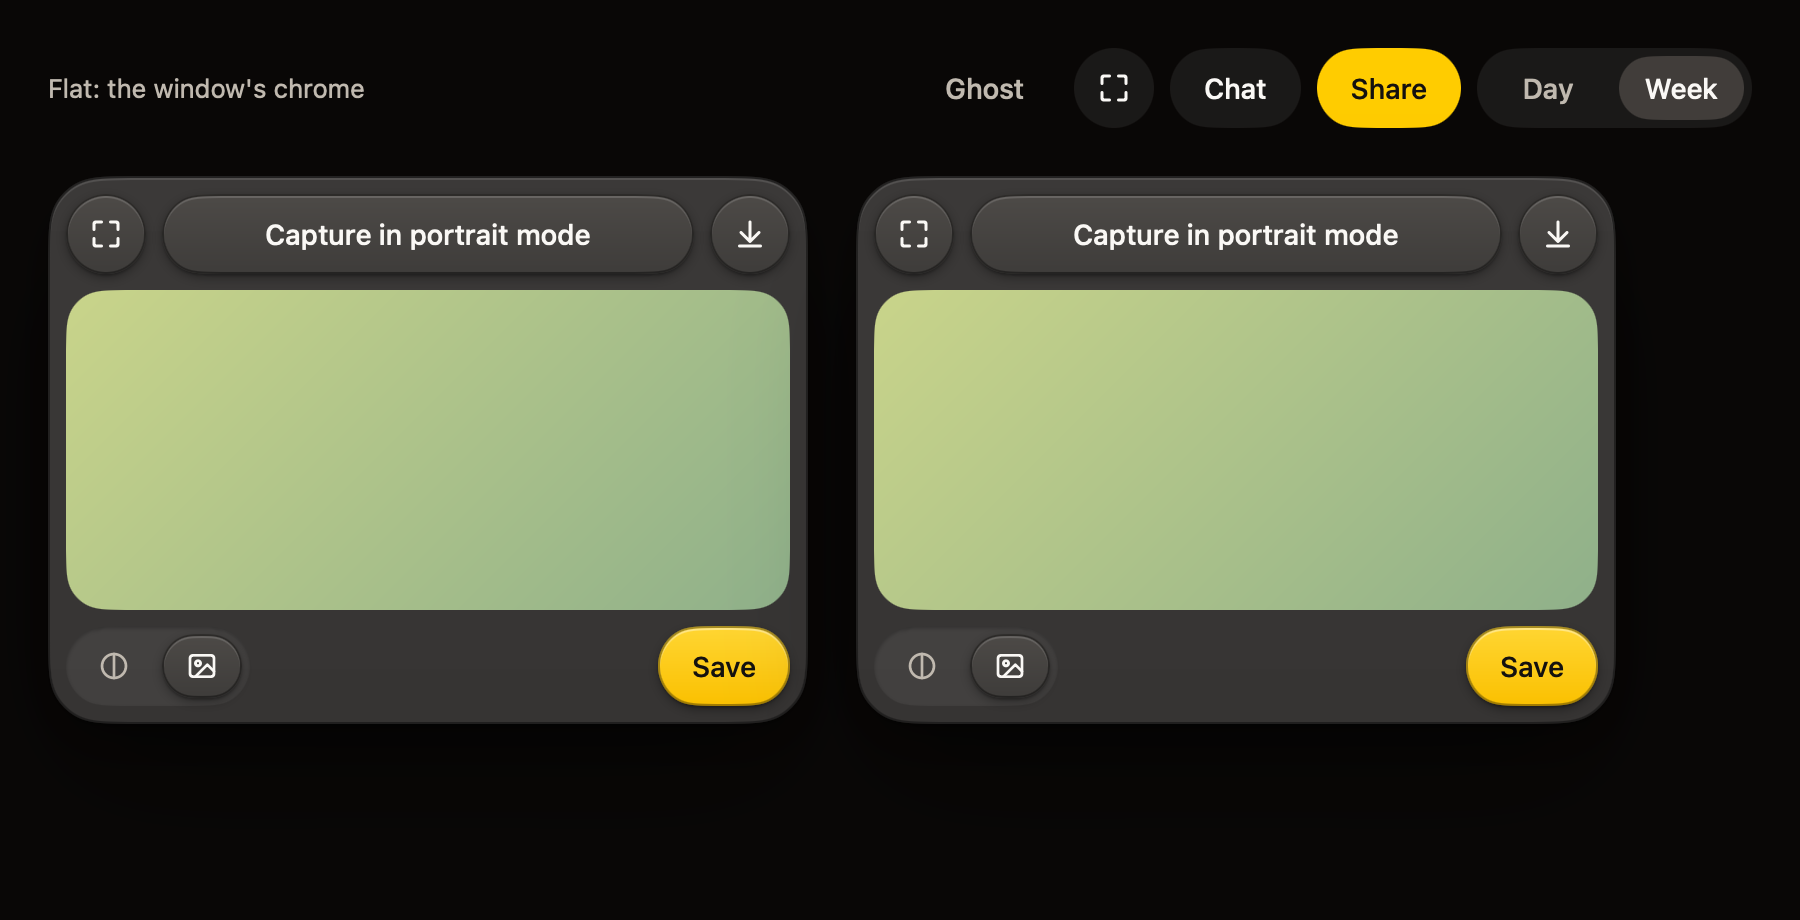 Flat: the window's chrome
Ghost
Chat
Share
Day
Week
Capture in portrait mode
Capture in portrait mode
Save
Save